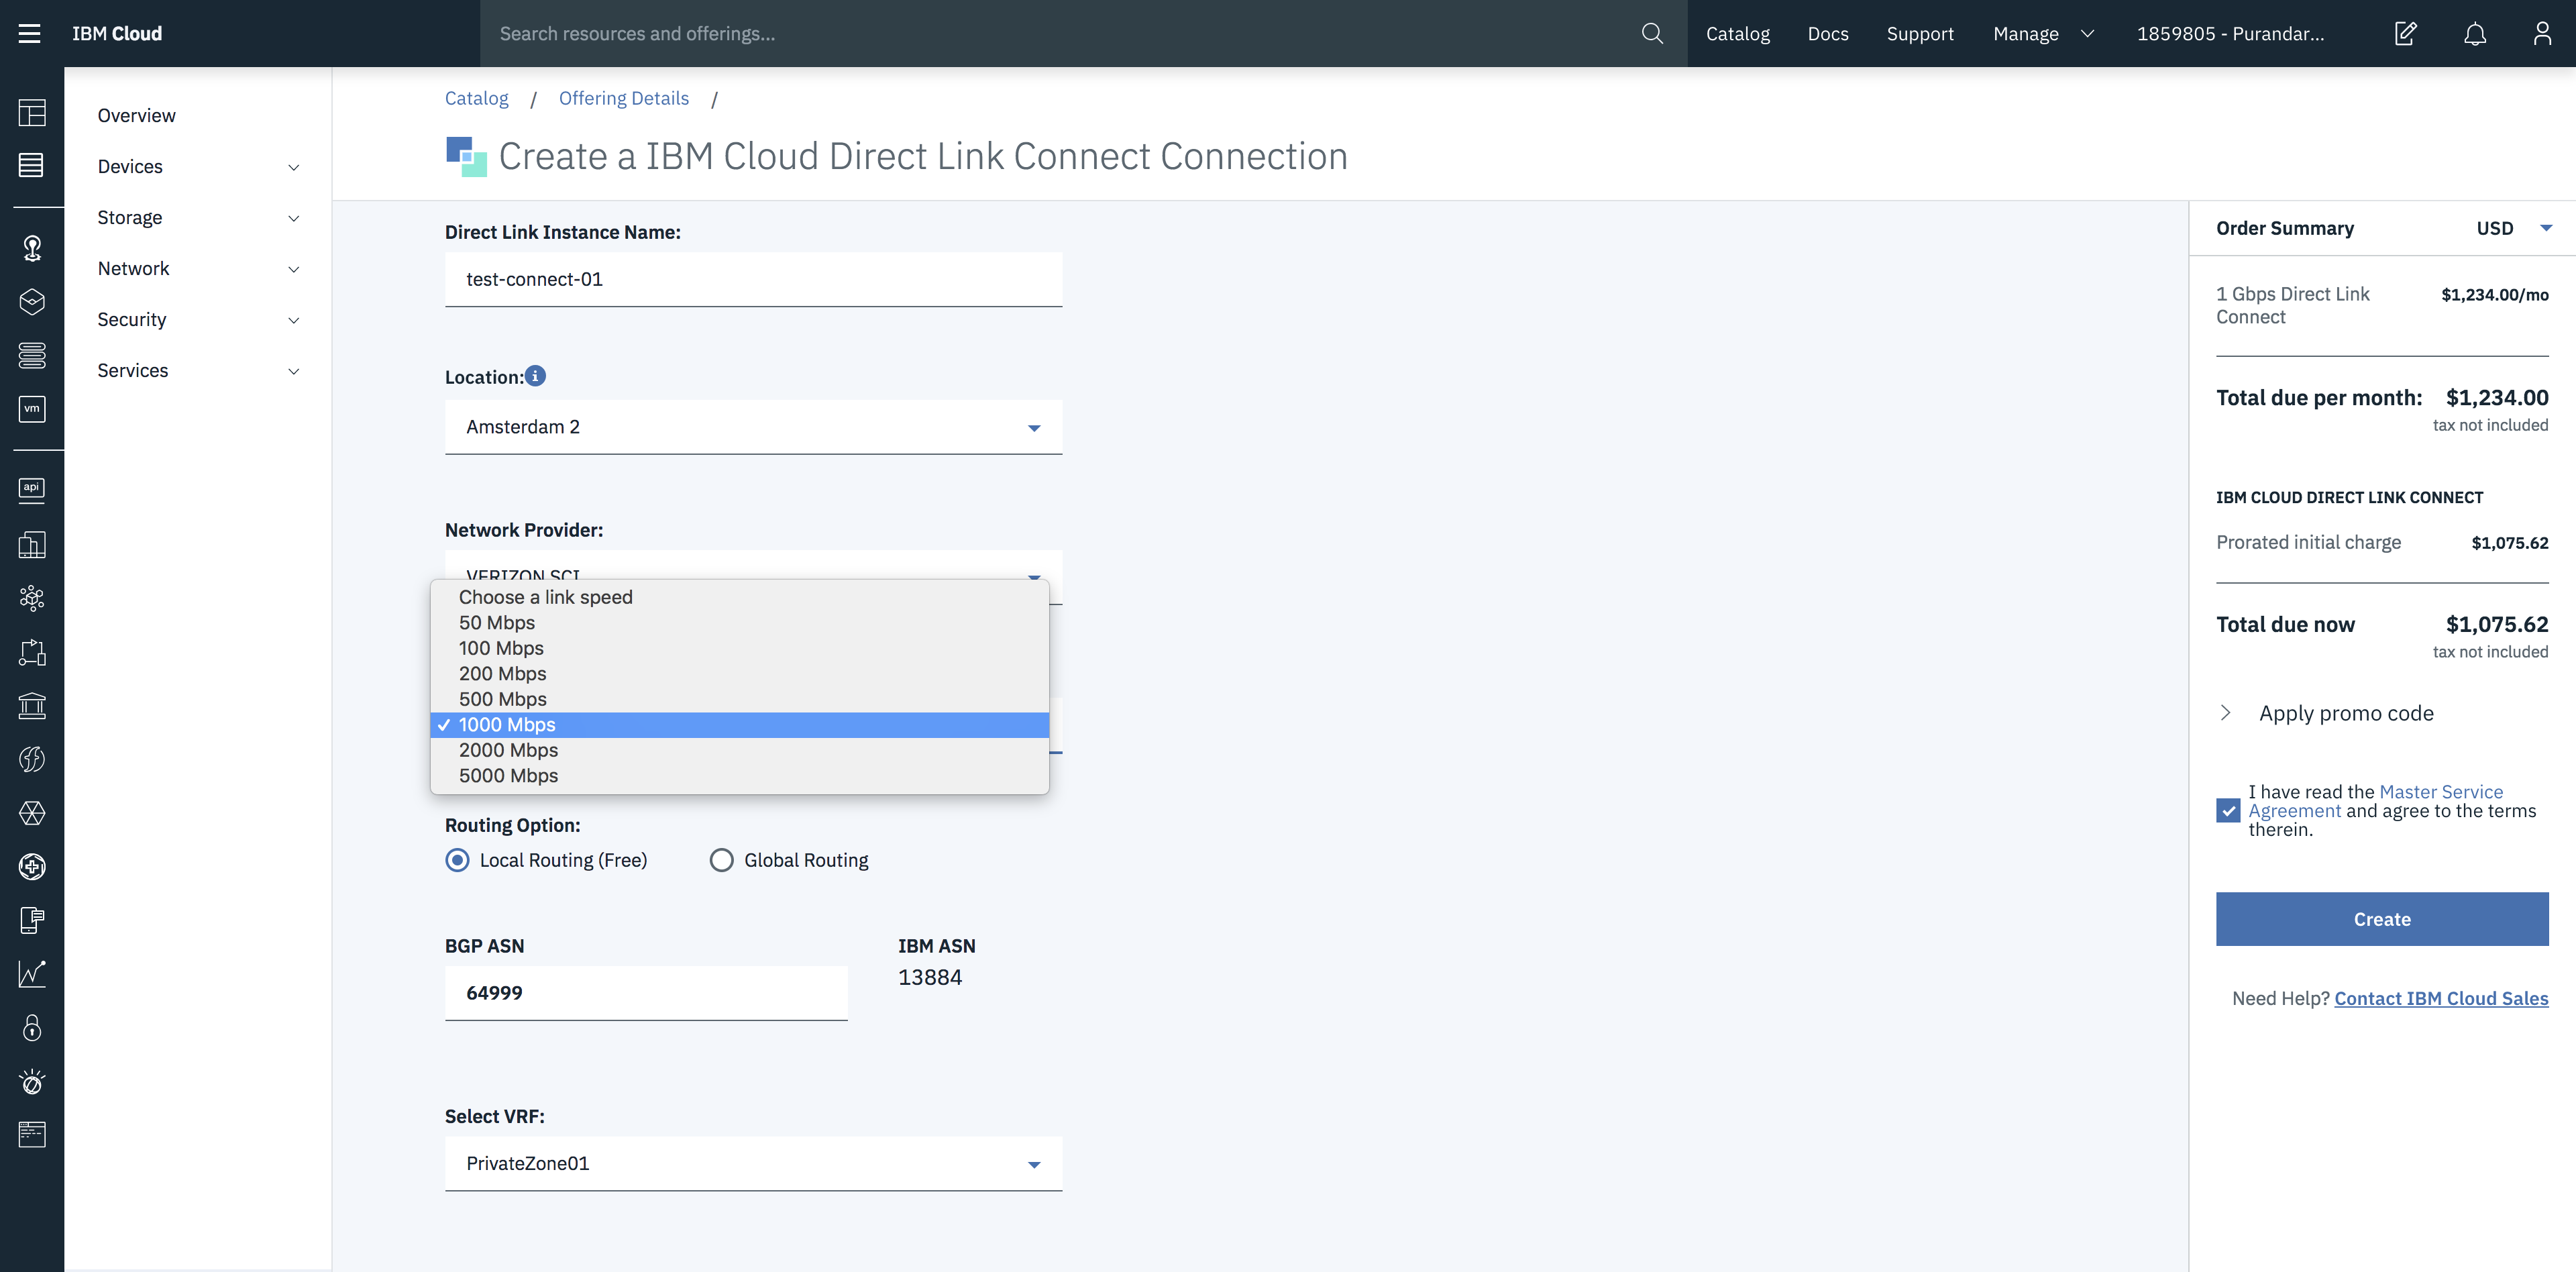 IBM Cloud
Search resources and offerings...
Catalog
Docs
Support
Manage
1859805 - Purandar...
Overview
Devices
Storage
Network
Security
Services
vm
api
Catalog / Offering Details /
Create a IBM Cloud Direct Link Connect Connection
Direct Link Instance Name:
test-connect-01
Location:
Amsterdam 2
Network Provider:
VERIZON SCI
Choose a link speed
50 Mbps
100 Mbps
200 Mbps
500 Mbps
✓ 1000 Mbps
2000 Mbps
5000 Mbps
Routing Option:
Local Routing (Free)
Global Routing
BGP ASN
64999
IBM ASN
13884
Select VRF:
PrivateZone01
Order Summary
USD
1 Gbps Direct Link
Connect
$1,234.00/mo
Total due per month: $1,234.00
tax not included
IBM CLOUD DIRECT LINK CONNECT
Prorated initial charge $1,075.62
Total due now $1,075.62
tax not included
Apply promo code
I have read the Master Service
Agreement and agree to the terms
therein.
Create
Need Help? Contact IBM Cloud Sales